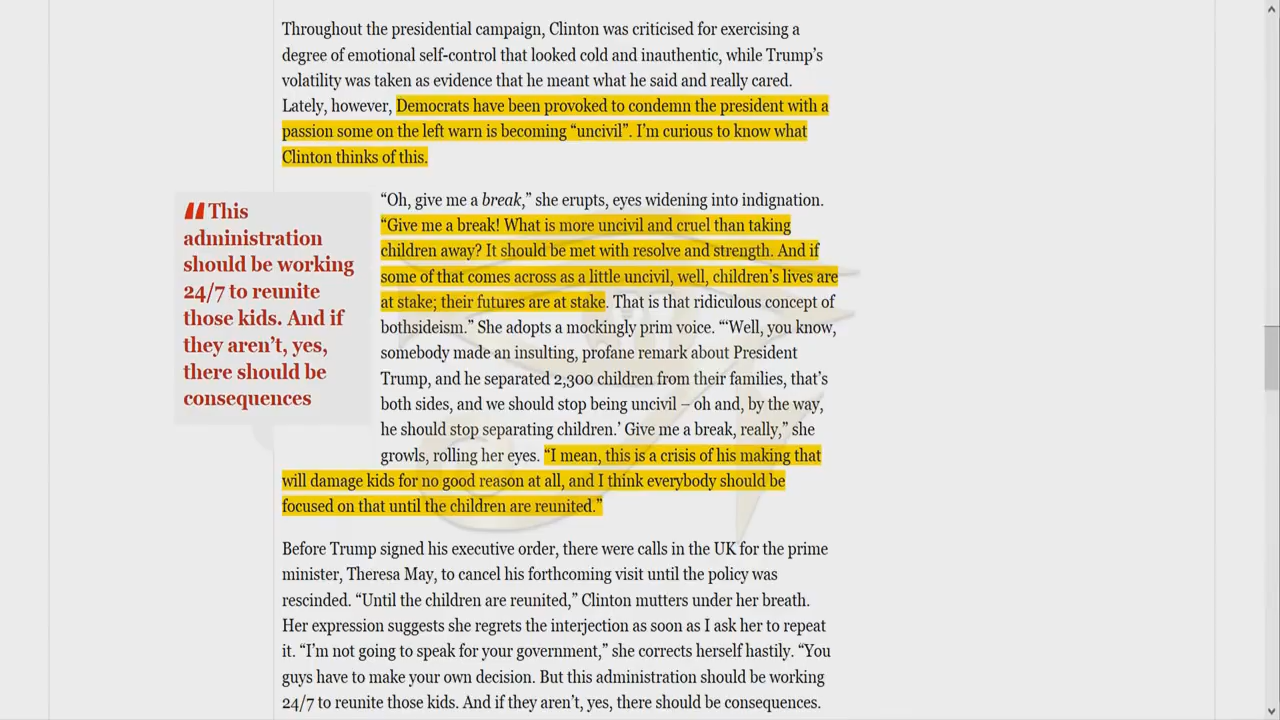 Throughout the presidential campaign, Clinton was criticised for exercising a
degree of emotional self-control that looked cold and inauthentic, while Trump’s
volatility was taken as evidence that he meant what he said and really cared.
Lately, however, Democrats have been provoked to condemn the president with a
passion some on the left warn is becoming “uncivil”. I’m curious to know what
Clinton thinks of this.
“This
administration
should be working
24/7 to reunite
those kids. And if
they aren’t, yes,
there should be
consequences
“Oh, give me a break,” she erupts, eyes widening into indignation.
“Give me a break! What is more uncivil and cruel than taking
children away? It should be met with resolve and strength. And if
some of that comes across as a little uncivil, well, children’s lives are
at stake; their futures are at stake. That is that ridiculous concept of
bothsideism.” She adopts a mockingly prim voice. “‘Well, you know,
somebody made an insulting, profane remark about President
Trump, and he separated 2,300 children from their families, that’s
both sides, and we should stop being uncivil – oh and, by the way,
he should stop separating children.’ Give me a break, really,” she
growls, rolling her eyes. “I mean, this is a crisis of his making that
will damage kids for no good reason at all, and I think everybody should be
focused on that until the children are reunited.”
Before Trump signed his executive order, there were calls in the UK for the prime
minister, Theresa May, to cancel his forthcoming visit until the policy was
rescinded. “Until the children are reunited,” Clinton mutters under her breath.
Her expression suggests she regrets the interjection as soon as I ask her to repeat
it. “I’m not going to speak for your government,” she corrects herself hastily. “You
guys have to make your own decision. But this administration should be working
24/7 to reunite those kids. And if they aren’t, yes, there should be consequences.